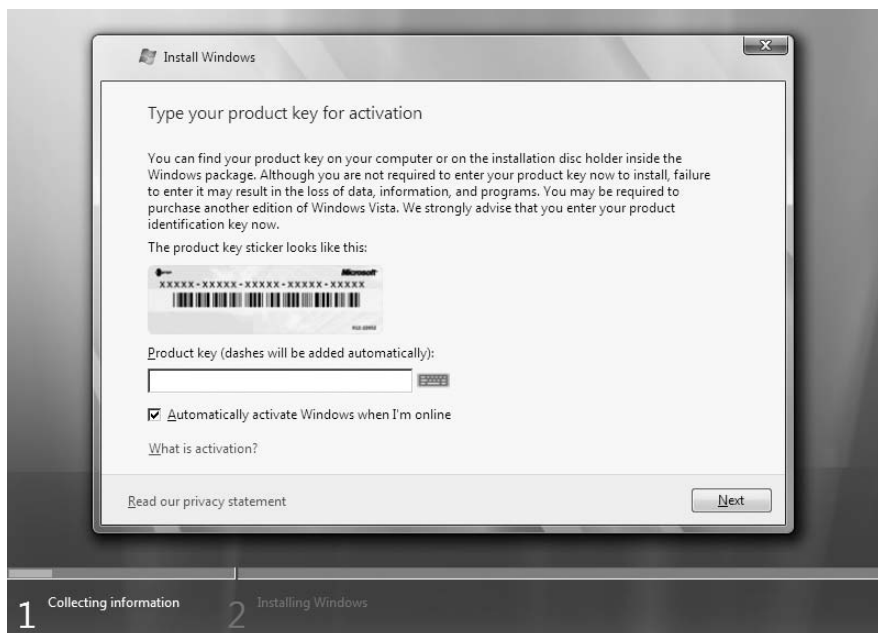 Install Windows
Type your product key for activation
You can find your product key on your computer or on the installation disc holder inside the
Windows package. Although you are not required to enter your product key now to install, failure
to enter it may result in the loss of data, information, and programs. You may be required to
purchase another edition of Windows Vista. We strongly advise that you enter your product
identification key now.
The product key sticker looks like this:
Microsoft
XXXXX-XXXXX-XXXXX-XXXXX-XXXXX
Product key (dashes will be added automatically):
Automatically activate Windows when I'm online
What is activation?
Read our privacy statement
Next
1 Collecting information
2 Installing Windows